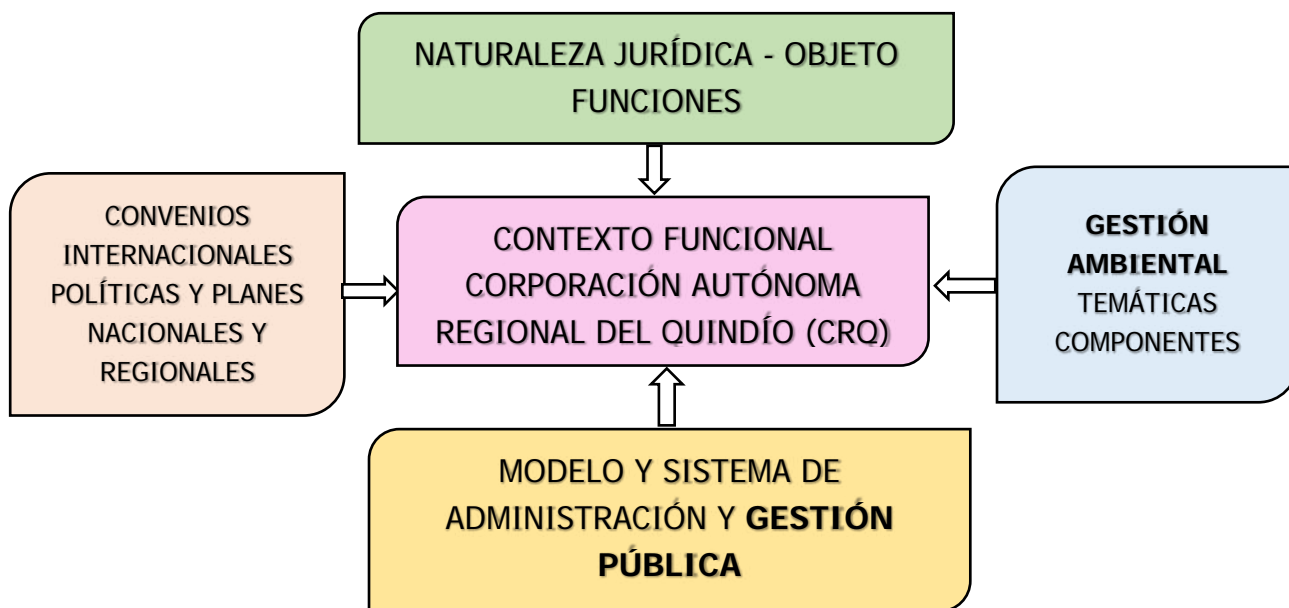 NATURALEZA JURÍDICA - OBJETO
FUNCIONES
CONVENIOS
INTERNACIONALES
POLÍTICAS Y PLANES
NACIONALES Y
REGIONALES
CONTEXTO FUNCIONAL
CORPORACIÓN AUTÓNOMA
REGIONAL DEL QUINDÍO (CRQ)
GESTIÓN
AMBIENTAL
TEMÁTICAS
COMPONENTES
MODELO Y SISTEMA DE
ADMINISTRACIÓN Y GESTIÓN
PÚBLICA